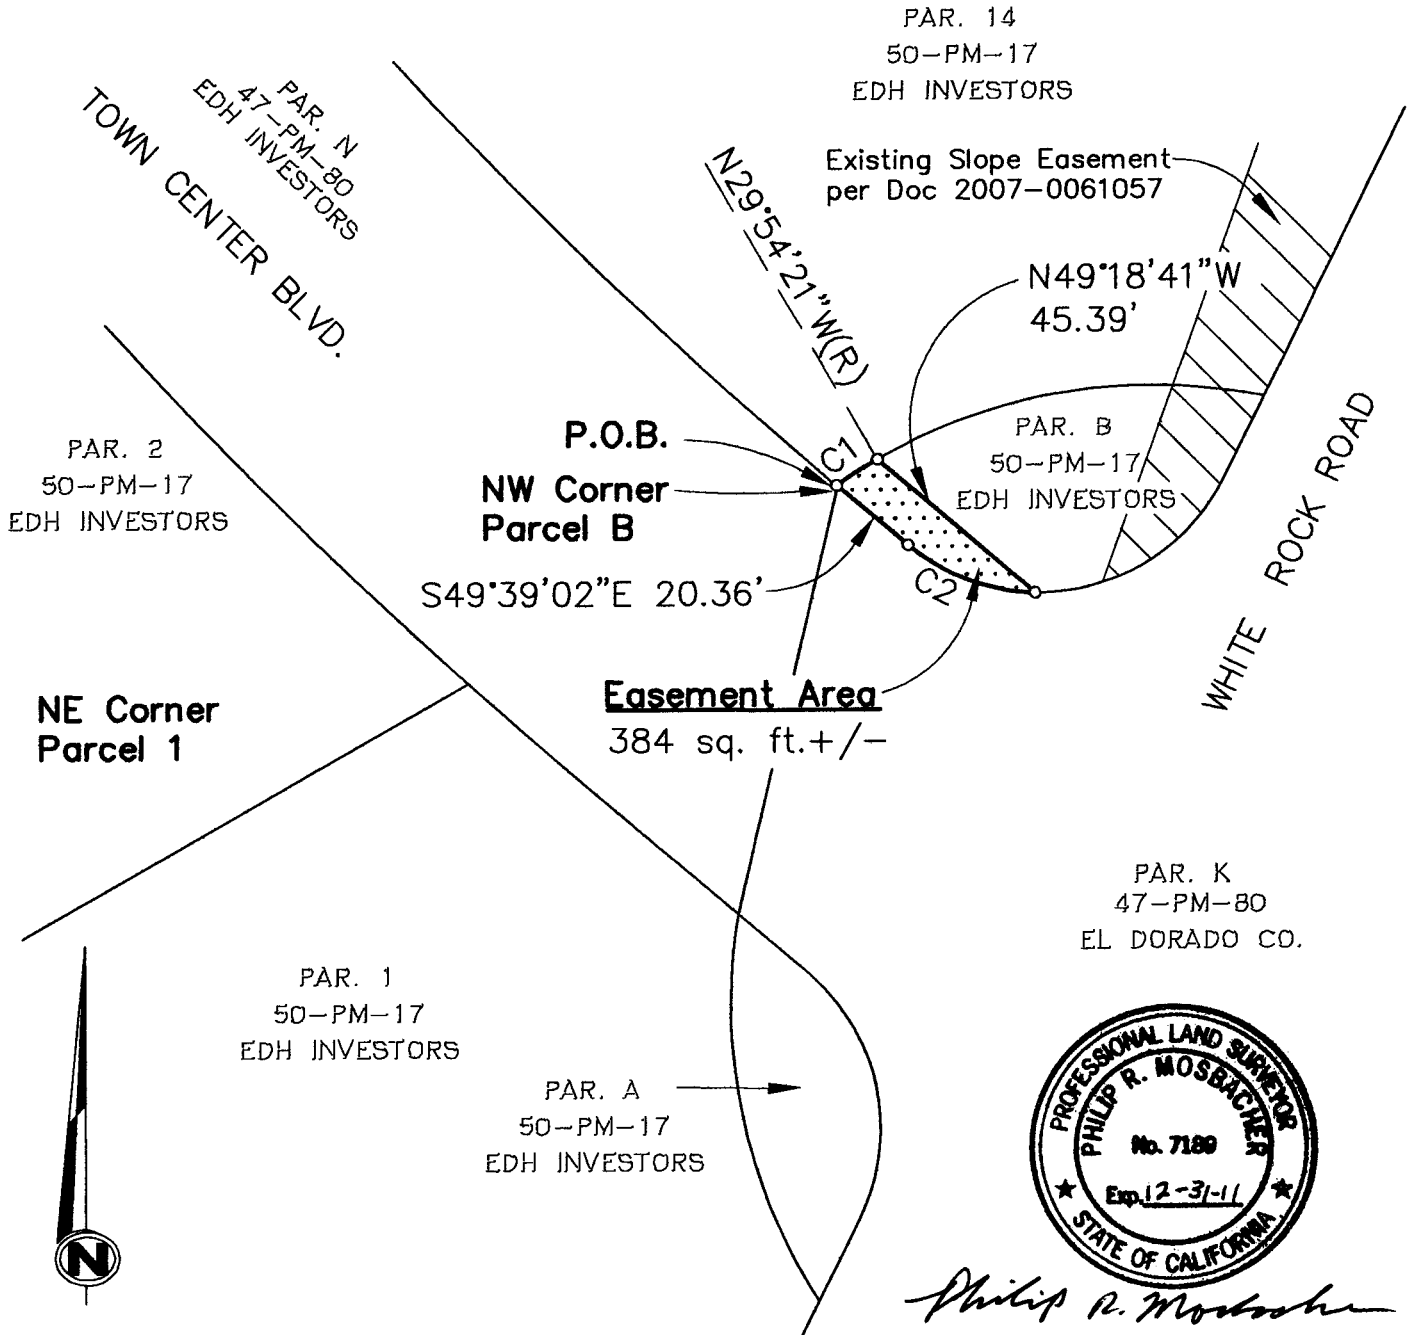 PAR. 14
50-PM-17
EDH INVESTORS
PAR. N
47-PM-80
EDH INVESTORS
TOWN CENTER BLVD.
Existing Slope Easement
per Doc 2007-0061057
N29°54'21"W(R)
N49°18'41"W
45.39'
P.O.B.
C1
PAR. B
50-PM-17
EDH INVESTORS
NW Corner
Parcel B
PAR. 2
50-PM-17
EDH INVESTORS
S49°39'02"E 20.36'
C2
WHITE ROCK ROAD
Easement Area
384 sq. ft.+/-
NE Corner
Parcel 1
PAR. K
47-PM-80
EL DORADO CO.
PAR. 1
50-PM-17
EDH INVESTORS
PAR. A
50-PM-17
EDH INVESTORS
N
PROFESSIONAL LAND SURVEYOR
PHILIP R. MOSBACHER
No. 7189
Exp. 12-31-11
STATE OF CALIFORNIA
Philip R. Mosbacher